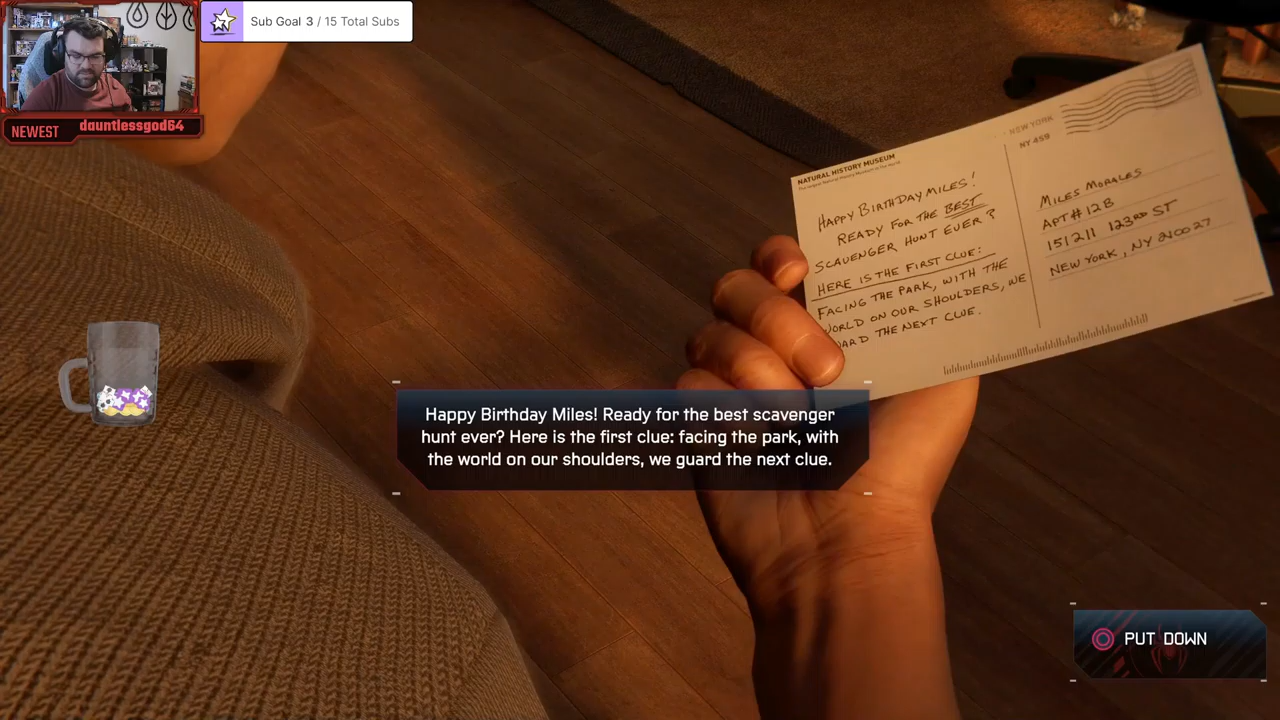 Sub Goal 3 / 15 Total Subs
NEWEST dauntlessgod64
NATURAL HISTORY MUSEUM
HAPPY BIRTHDAY MILES!
READY FOR THE BEST
SCAVENGER HUNT EVER?
HERE IS THE FIRST CLUE:
FACING THE PARK, WITH THE
WORLD ON OUR SHOULDERS, WE
THE NEXT CLUE.
NEW YORK
NY 459
MILES MORALES
APT# 12B
151211 123RD ST
NEW YORK, NY 210027
Happy Birthday Miles! Ready for the best scavenger
hunt ever? Here is the first clue: facing the park, with
the world on our shoulders, we guard the next clue.
PUT DOWN